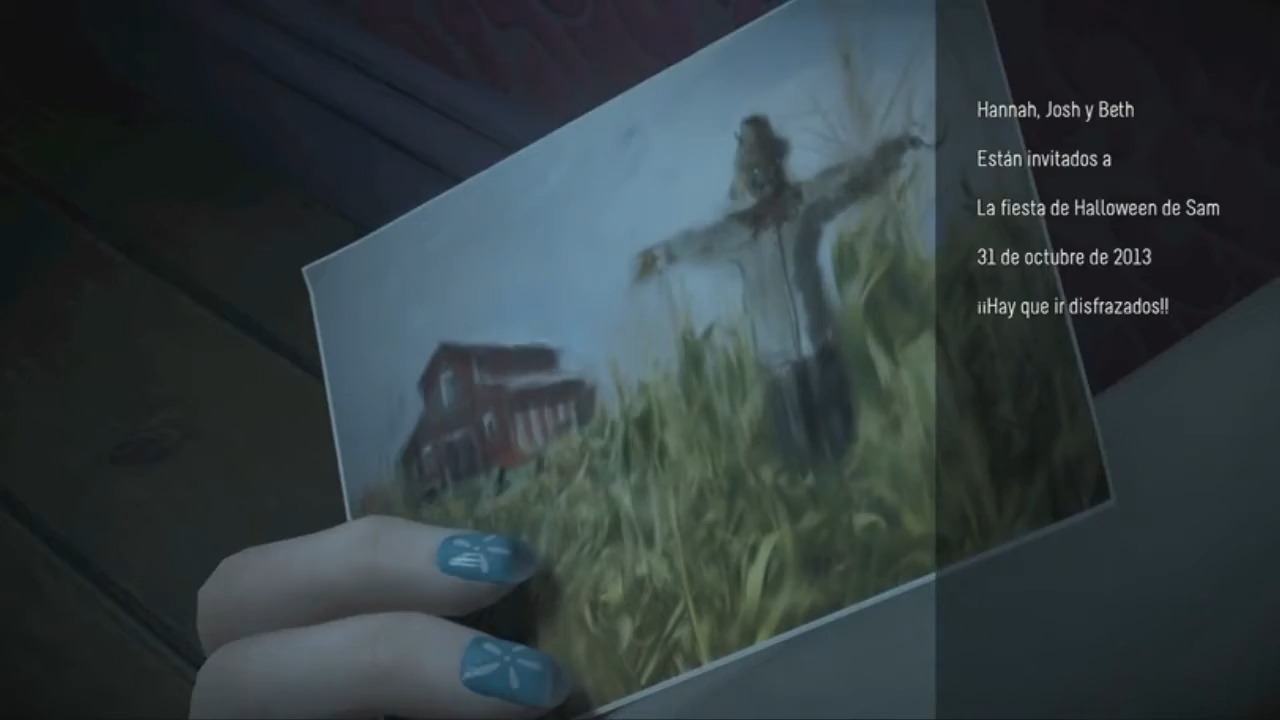 Hannah, Josh y Beth
Están invitados a
La fiesta de Halloween de Sam
31 de octubre de 2013
¡¡Hay que ir disfrazados!!